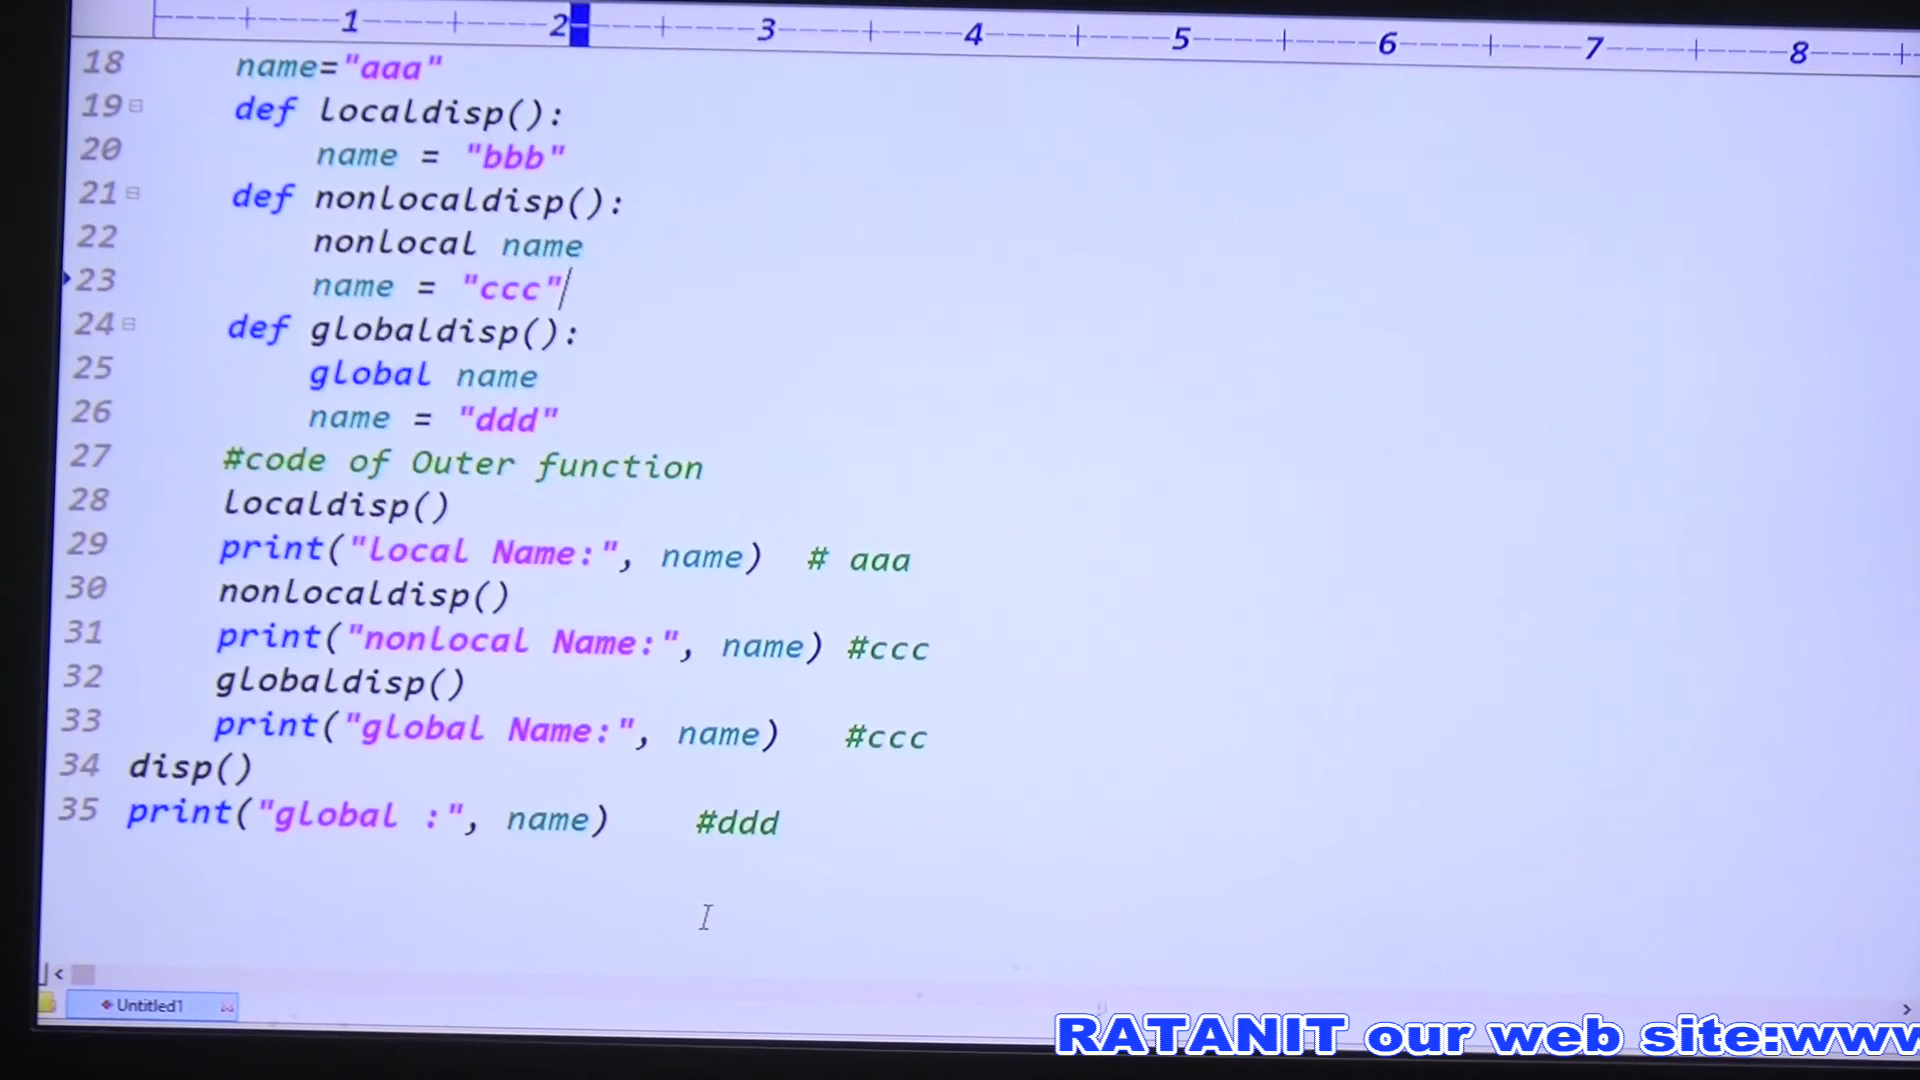 1 2 3 4 5 6 7 8
18 name="aaa"
19 def localdisp():
20 name = "bbb"
21 def nonlocaldisp():
22 nonlocal name
23 name = "ccc"
24 def globaldisp():
25 global name
26 name = "ddd"
27 #code of Outer function
28 localdisp()
29 print("local Name:", name) # aaa
30 nonlocaldisp()
31 print("nonlocal Name:", name) #ccc
32 globaldisp()
33 print("global Name:", name) #ccc
34 disp()
35 print("global :", name) #ddd
Untitled1
RATANIT our web site:www